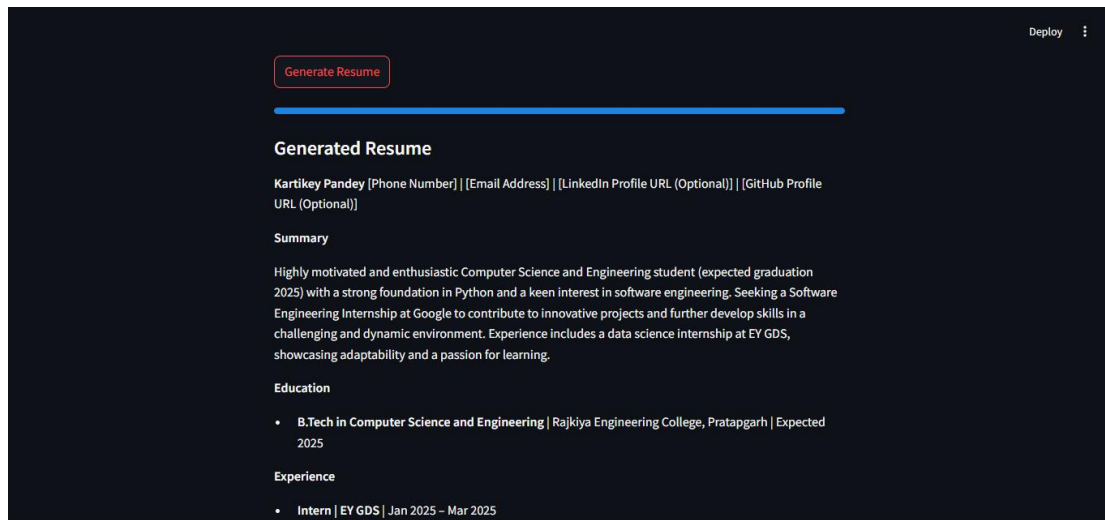 Deploy
Generate Resume
Generated Resume
Kartikey Pandey [Phone Number] | [Email Address] | [LinkedIn Profile URL (Optional)] | [GitHub Profile
URL (Optional)]
Summary
Highly motivated and enthusiastic Computer Science and Engineering student (expected graduation
2025) with a strong foundation in Python and a keen interest in software engineering. Seeking a Software
Engineering Internship at Google to contribute to innovative projects and further develop skills in a
challenging and dynamic environment. Experience includes a data science internship at EY GDS,
showcasing adaptability and a passion for learning.
Education
• B.Tech in Computer Science and Engineering | Rajkiya Engineering College, Pratapgarh | Expected
2025
Experience
• Intern | EY GDS | Jan 2025 – Mar 2025